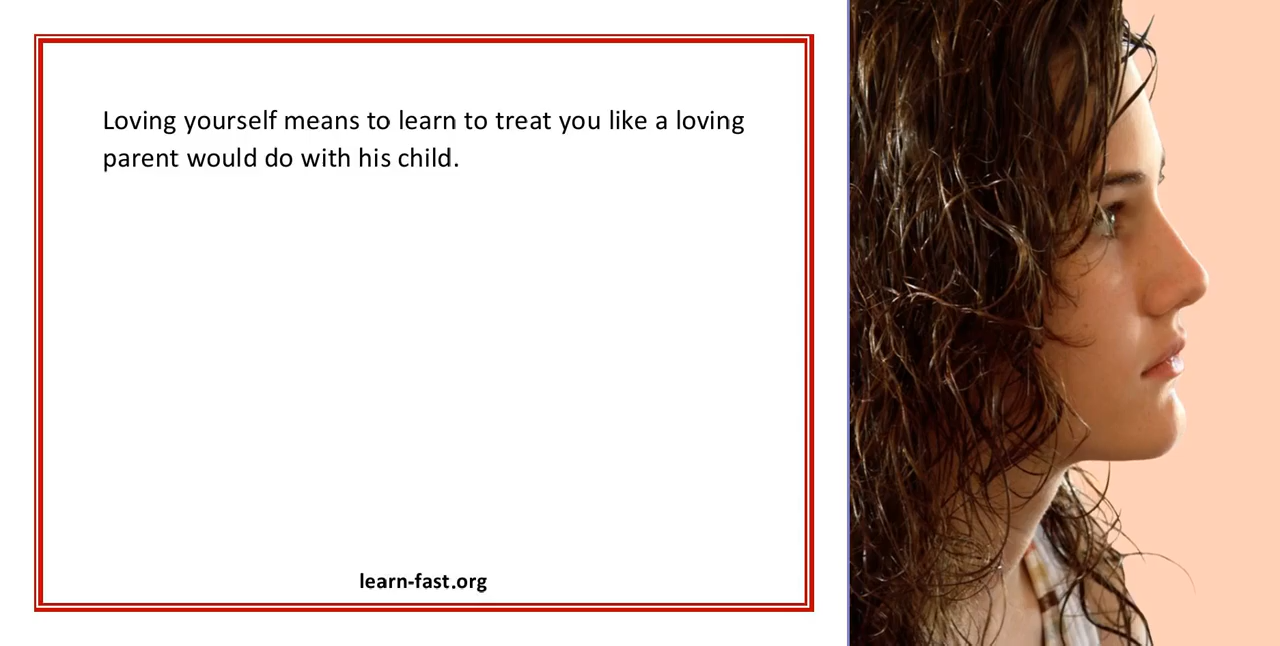 Loving yourself means to learn to treat you like a loving
parent would do with his child.
learn-fast.org